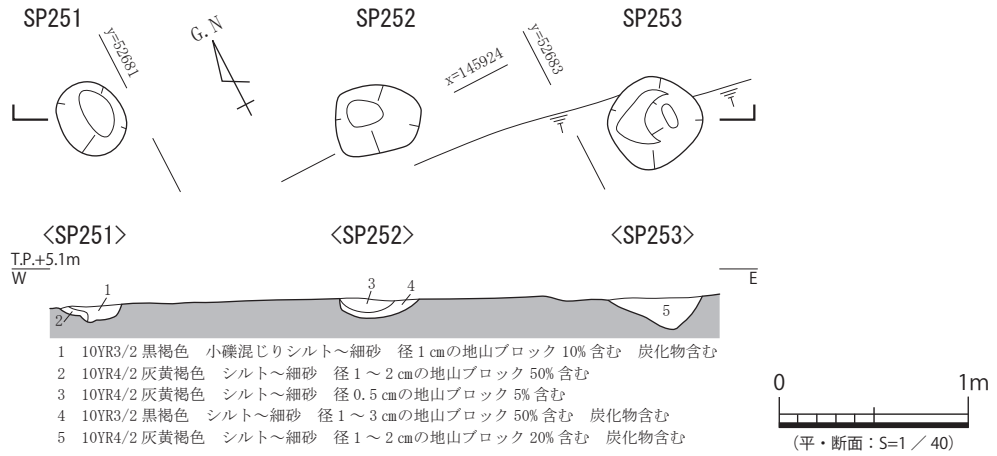 SP251 SP252 SP253
y=52681
G.N
x=145924
y=52683
<SP251> <SP252> <SP253>
T.P.+5.1m
W E
1
2
3 4
5
1 10YR3/2 黒褐色 小礫混じりシルト～細砂 径1㎝の地山ブロック10%含む 炭化物含む
2 10YR4/2 灰黄褐色 シルト～細砂 径1～2㎝の地山ブロック50%含む
3 10YR4/2 灰黄褐色 シルト～細砂 径0.5㎝の地山ブロック5%含む
4 10YR3/2 黒褐色 シルト～細砂 径1～3㎝の地山ブロック50%含む 炭化物含む
5 10YR4/2 灰黄褐色 シルト～細砂 径1～2㎝の地山ブロック20%含む 炭化物含む
0 1m
(平・断面：S=1／40)